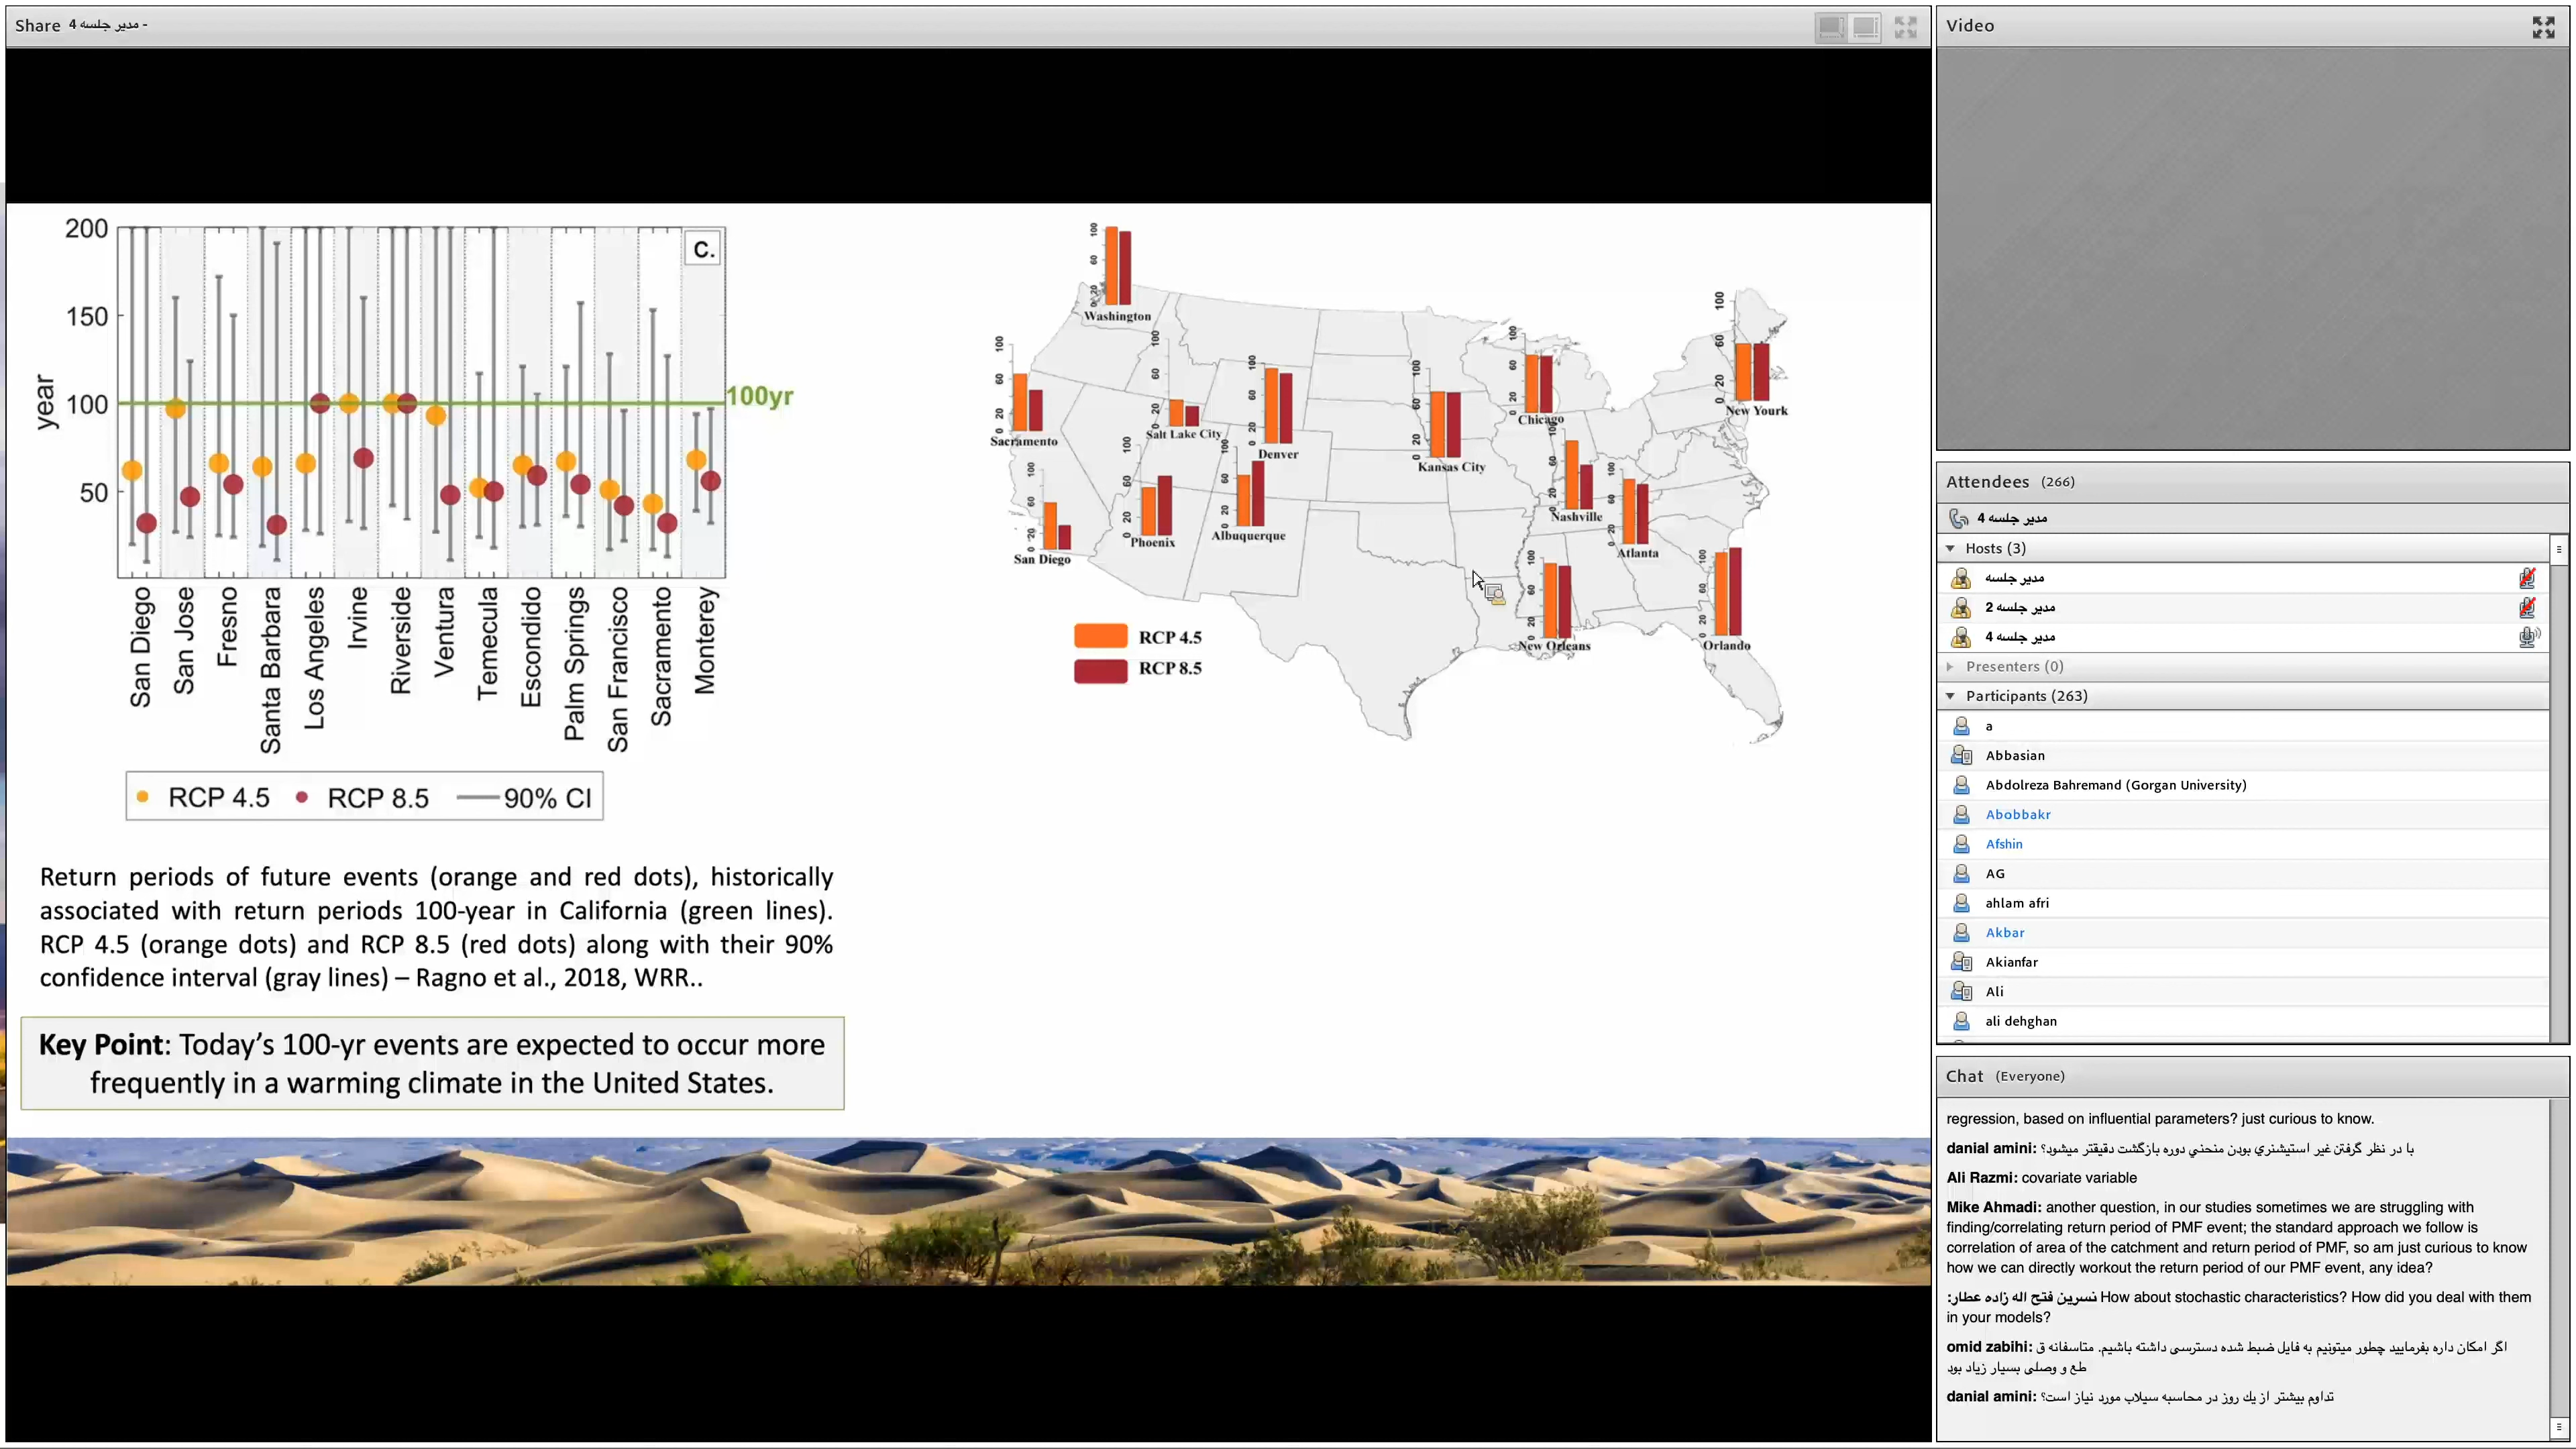 Share مدیر جلسه 4 -
200
150
100
50
year
C.
100yr
San Diego
San Jose
Fresno
Santa Barbara
Los Angeles
Irvine
Riverside
Ventura
Temecula
Escondido
Palm Springs
San Francisco
Sacramento
Monterey
RCP 4.5 RCP 8.5 90% CI
Return periods of future events (orange and red dots), historically
associated with return periods 100-year in California (green lines).
RCP 4.5 (orange dots) and RCP 8.5 (red dots) along with their 90%
confidence interval (gray lines) – Ragno et al., 2018, WRR..
Key Point: Today's 100-yr events are expected to occur more
frequently in a warming climate in the United States.
Washington
Sacramento
Salt Lake City
Denver
San Diego
Phoenix
Albuquerque
Kansas City
Chicago
New Yourk
Nashville
Atlanta
New Orleans
Orlando
RCP 4.5
RCP 8.5
Video
Attendees (266)
مدیر جلسه 4
Hosts (3)
مدیر جلسه
مدیر جلسه 2
مدیر جلسه 4
Presenters (0)
Participants (263)
a
Abbasian
Abdolreza Bahremand (Gorgan University)
Abobbakr
Afshin
AG
ahlam afri
Akbar
Akianfar
Ali
ali dehghan
Chat (Everyone)
regression, based on influential parameters? just curious to know.
danial amini: با در نظر گرفتن غير استيشنري بودن منحني دوره بازگشت دقيقتر ميشود؟
Ali Razmi: covariate variable
Mike Ahmadi: another question, in our studies sometimes we are struggling with
finding/correlating return period of PMF event; the standard approach we follow is
correlation of area of the catchment and return period of PMF, so am just curious to know
how we can directly workout the return period of our PMF event, any idea?
نسرین فتح اله زاده عطار: How about stochastic characteristics? How did you deal with them
in your models?
omid zabihi: اگر امکان داره بفرمایید چطور میتونیم به فایل ضبط شده دسترسی داشته باشیم. متاسفانه ق
طع و وصلی بسیار زیاد بود
danial amini: تداوم بيشتر از يك روز در محاسبه سيلاب مورد نياز است؟